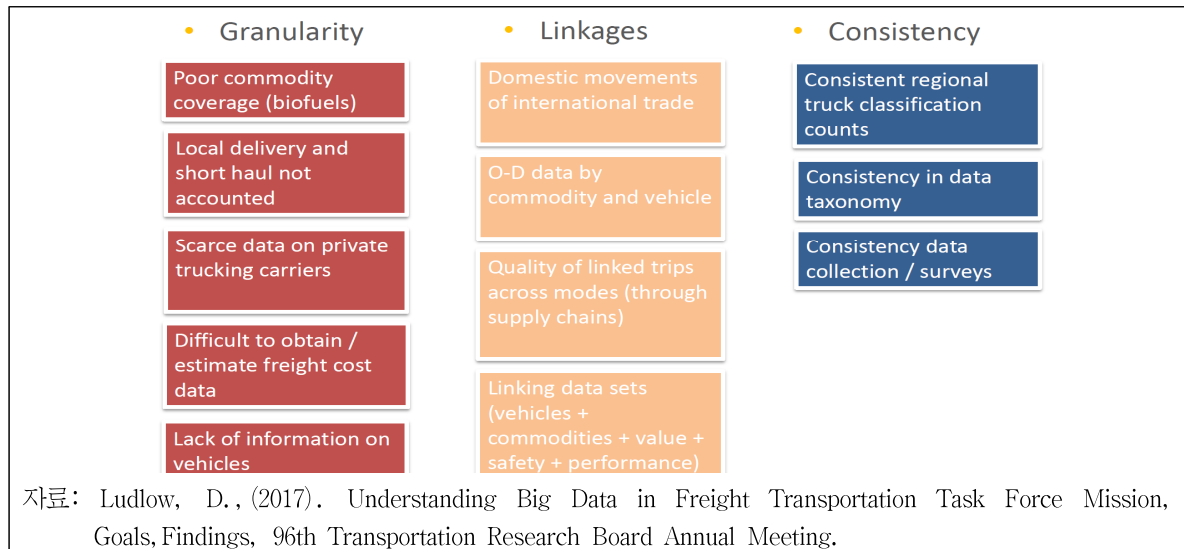 • Granularity
Poor commodity
coverage (biofuels)
Local delivery and
short haul not
accounted
Scarce data on private
trucking carriers
Difficult to obtain /
estimate freight cost
data
Lack of information on
vehicles
• Linkages
Domestic movements
of international trade
O-D data by
commodity and vehicle
Quality of linked trips
across modes (through
supply chains)
Linking data sets
(vehicles +
commodities + value +
safety + performance)
• Consistency
Consistent regional
truck classification
counts
Consistency in data
taxonomy
Consistency data
collection / surveys
자료: Ludlow, D.,(2017). Understanding Big Data in Freight Transportation Task Force Mission,
Goals,Findings, 96th Transportation Research Board Annual Meeting.